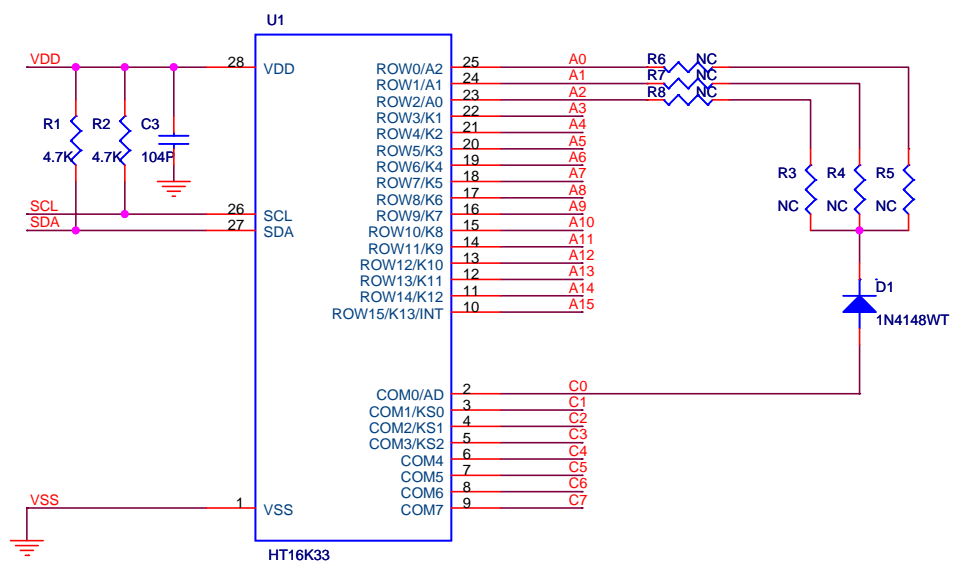 U1
VDD
28
VDD
ROW0/A2
25
A0
R6
NC
ROW1/A1
24
A1
R7
NC
ROW2/A0
23
A2
R8
NC
ROW3/K1
22
A3
ROW4/K2
21
A4
ROW5/K3
20
A5
ROW6/K4
19
A6
ROW7/K5
18
A7
ROW8/K6
17
A8
ROW9/K7
16
A9
ROW10/K8
15
A10
ROW11/K9
14
A11
ROW12/K10
13
A12
ROW13/K11
12
A13
ROW14/K12
11
A14
ROW15/K13/INT
10
A15
R1
4.7K
R2
4.7K
C3
104P
SCL
26
SCL
SDA
27
SDA
R3
NC
R4
NC
R5
NC
D1
1N4148WT
COM0/AD
2
C0
COM1/KS0
3
C1
COM2/KS1
4
C2
COM3/KS2
5
C3
COM4
6
C4
COM5
7
C5
COM6
8
C6
COM7
9
C7
VSS
1
VSS
HT16K33